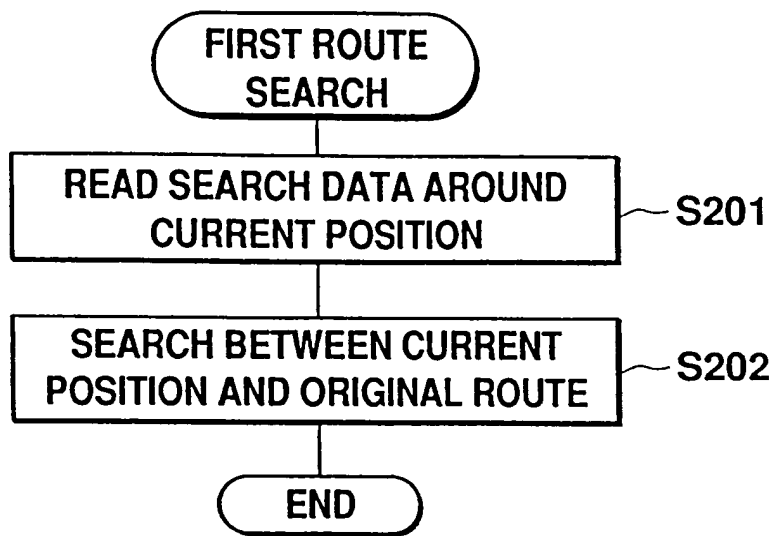 FIRST ROUTE
SEARCH
READ SEARCH DATA AROUND
CURRENT POSITION
S201
SEARCH BETWEEN CURRENT
POSITION AND ORIGINAL ROUTE
S202
END